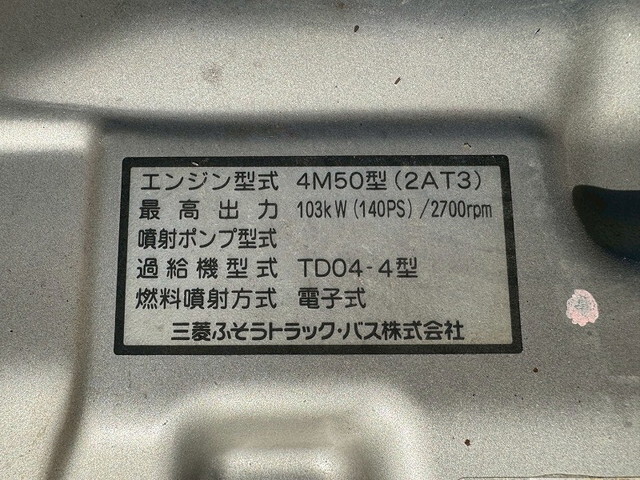 エンジン型式 4M50型(2AT3)
最高出力 103kW(140PS)/2700rpm
噴射ポンプ型式
過給機型式 TD04-4型
燃料噴射方式 電子式
三菱ふそうトラック・バス株式会社